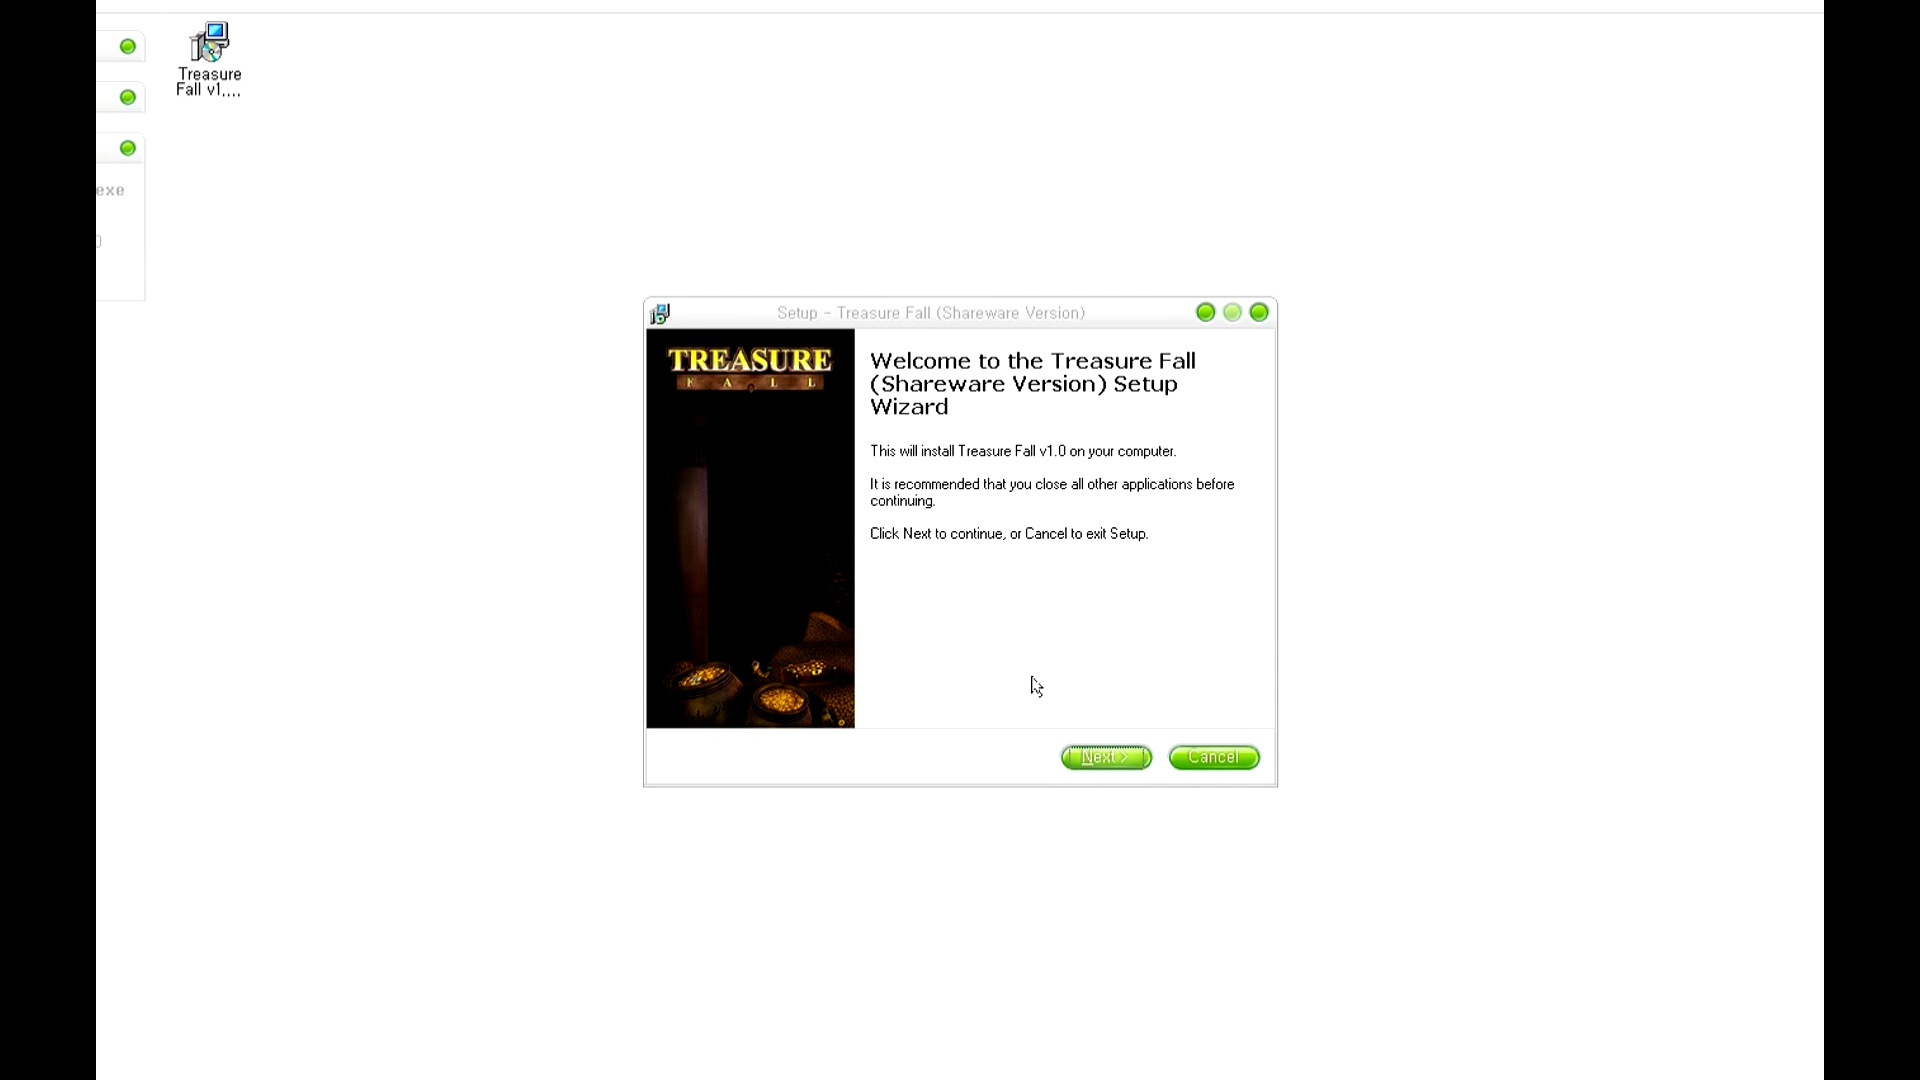 Treasure
Fall v1....
exe
Setup - Treasure Fall (Shareware Version)
TREASURE
FALL
Welcome to the Treasure Fall
(Shareware Version) Setup
Wizard
This will install Treasure Fall v1.0 on your computer.
It is recommended that you close all other applications before
continuing.
Click Next to continue, or Cancel to exit Setup.
Next >
Cancel